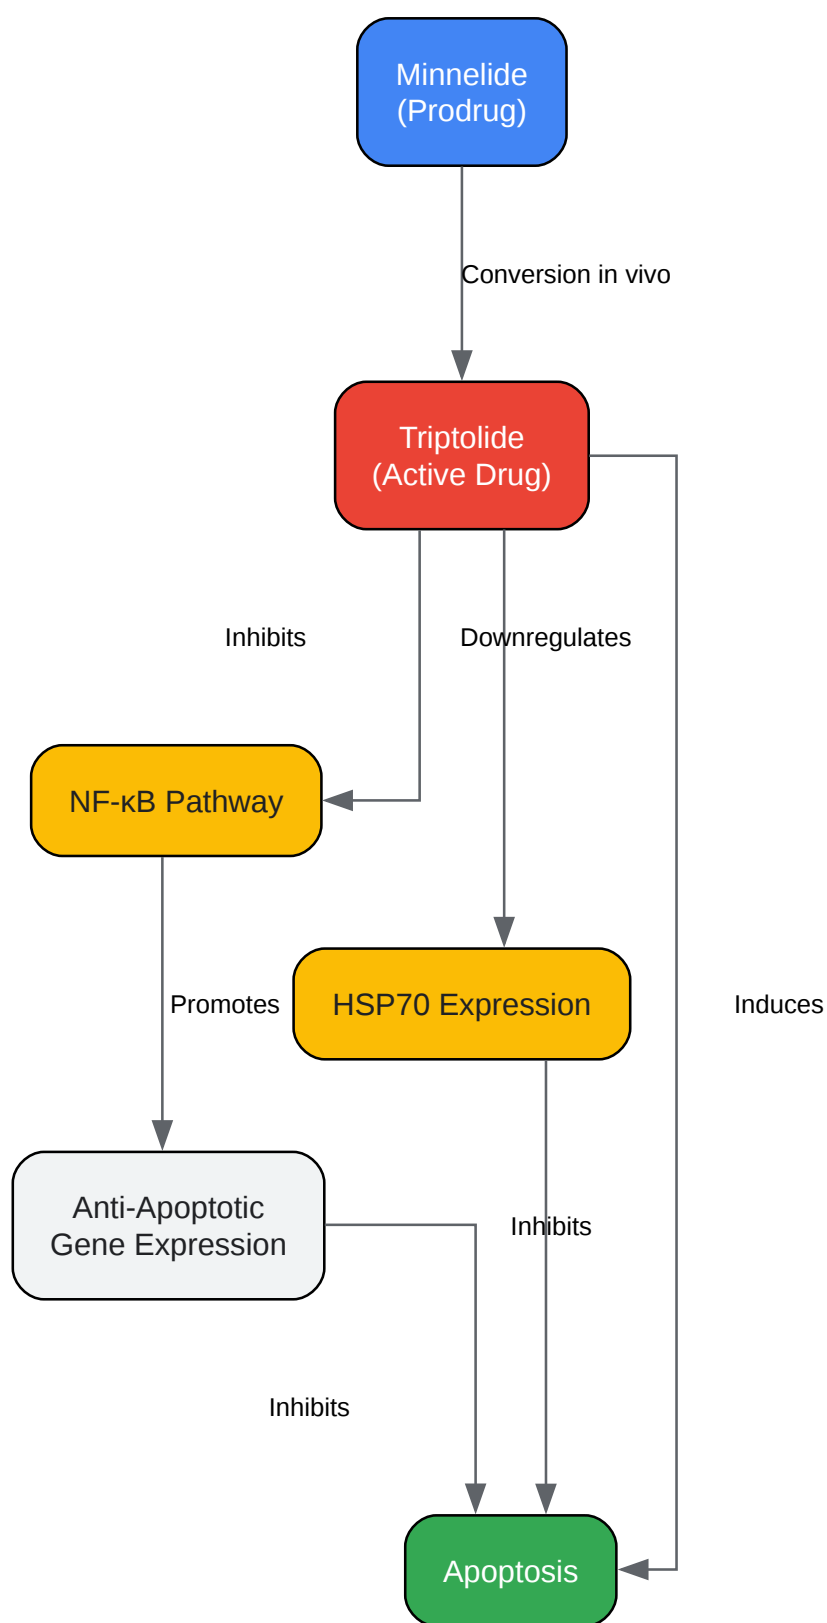 Minnelide
(Prodrug)
Conversion in vivo
Triptolide
(Active Drug)
Inhibits
Downregulates
NF-κB Pathway
HSP70 Expression
Promotes
Induces
Anti-Apoptotic
Gene Expression
Inhibits
Inhibits
Apoptosis